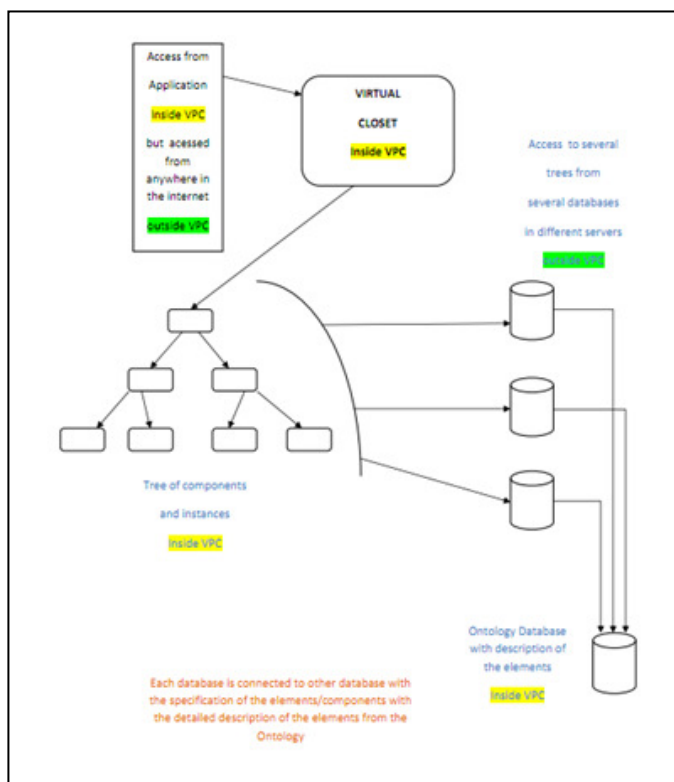 Access from
Application
Inside VPC
but acessed
from
anywhere in
the internet
outside VPC
VIRTUAL
CLOSET
Inside VPC
Access to several
trees from
several databases
in different servers
outside VPC
Tree of components
and instances
Inside VPC
Ontology Database
with description of
the elements
Inside VPC
Each database is connected to other database with
the specification of the elements/components with
the detailed description of the elements from the
Ontology